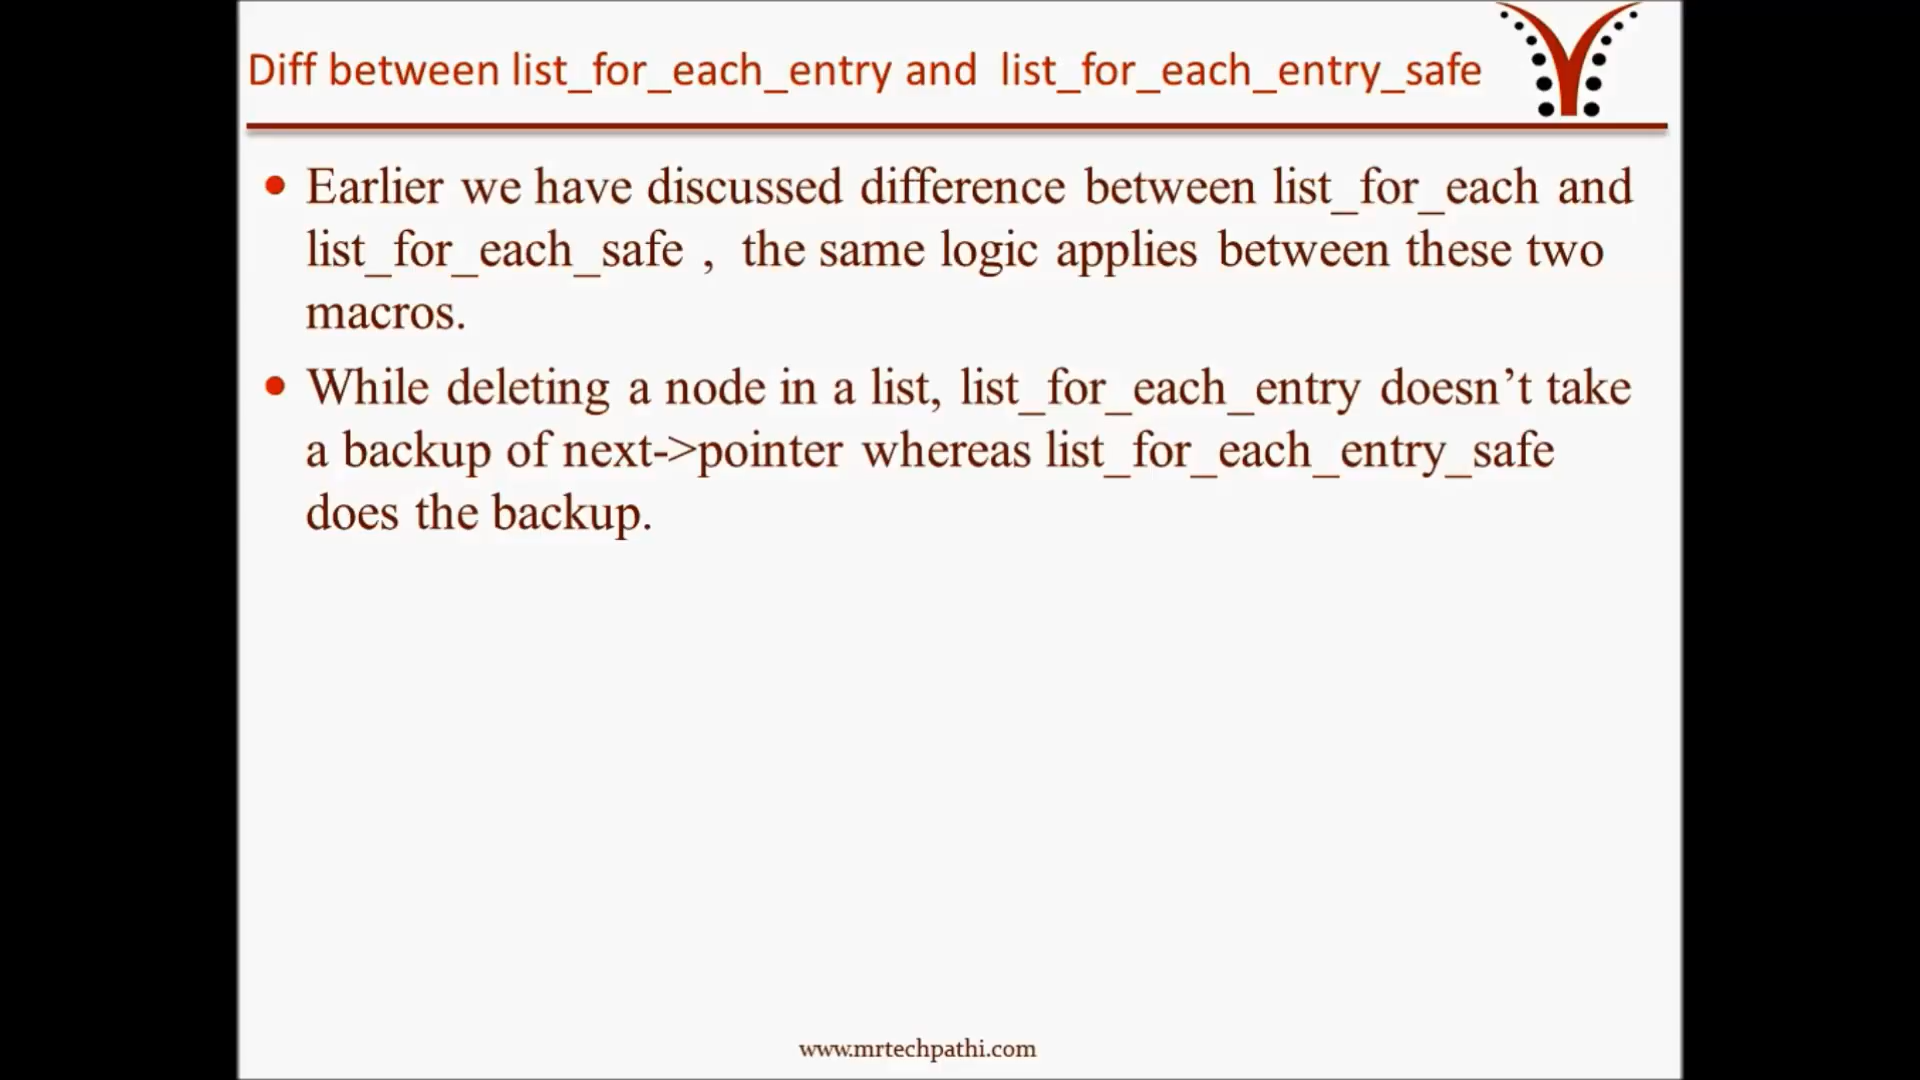 Diff between list_for_each_entry and list_for_each_entry_safe
• Earlier we have discussed difference between list_for_each and
list_for_each_safe , the same logic applies between these two
macros.
• While deleting a node in a list, list_for_each_entry doesn’t take
a backup of next->pointer whereas list_for_each_entry_safe
does the backup.
www.mrtechpathi.com